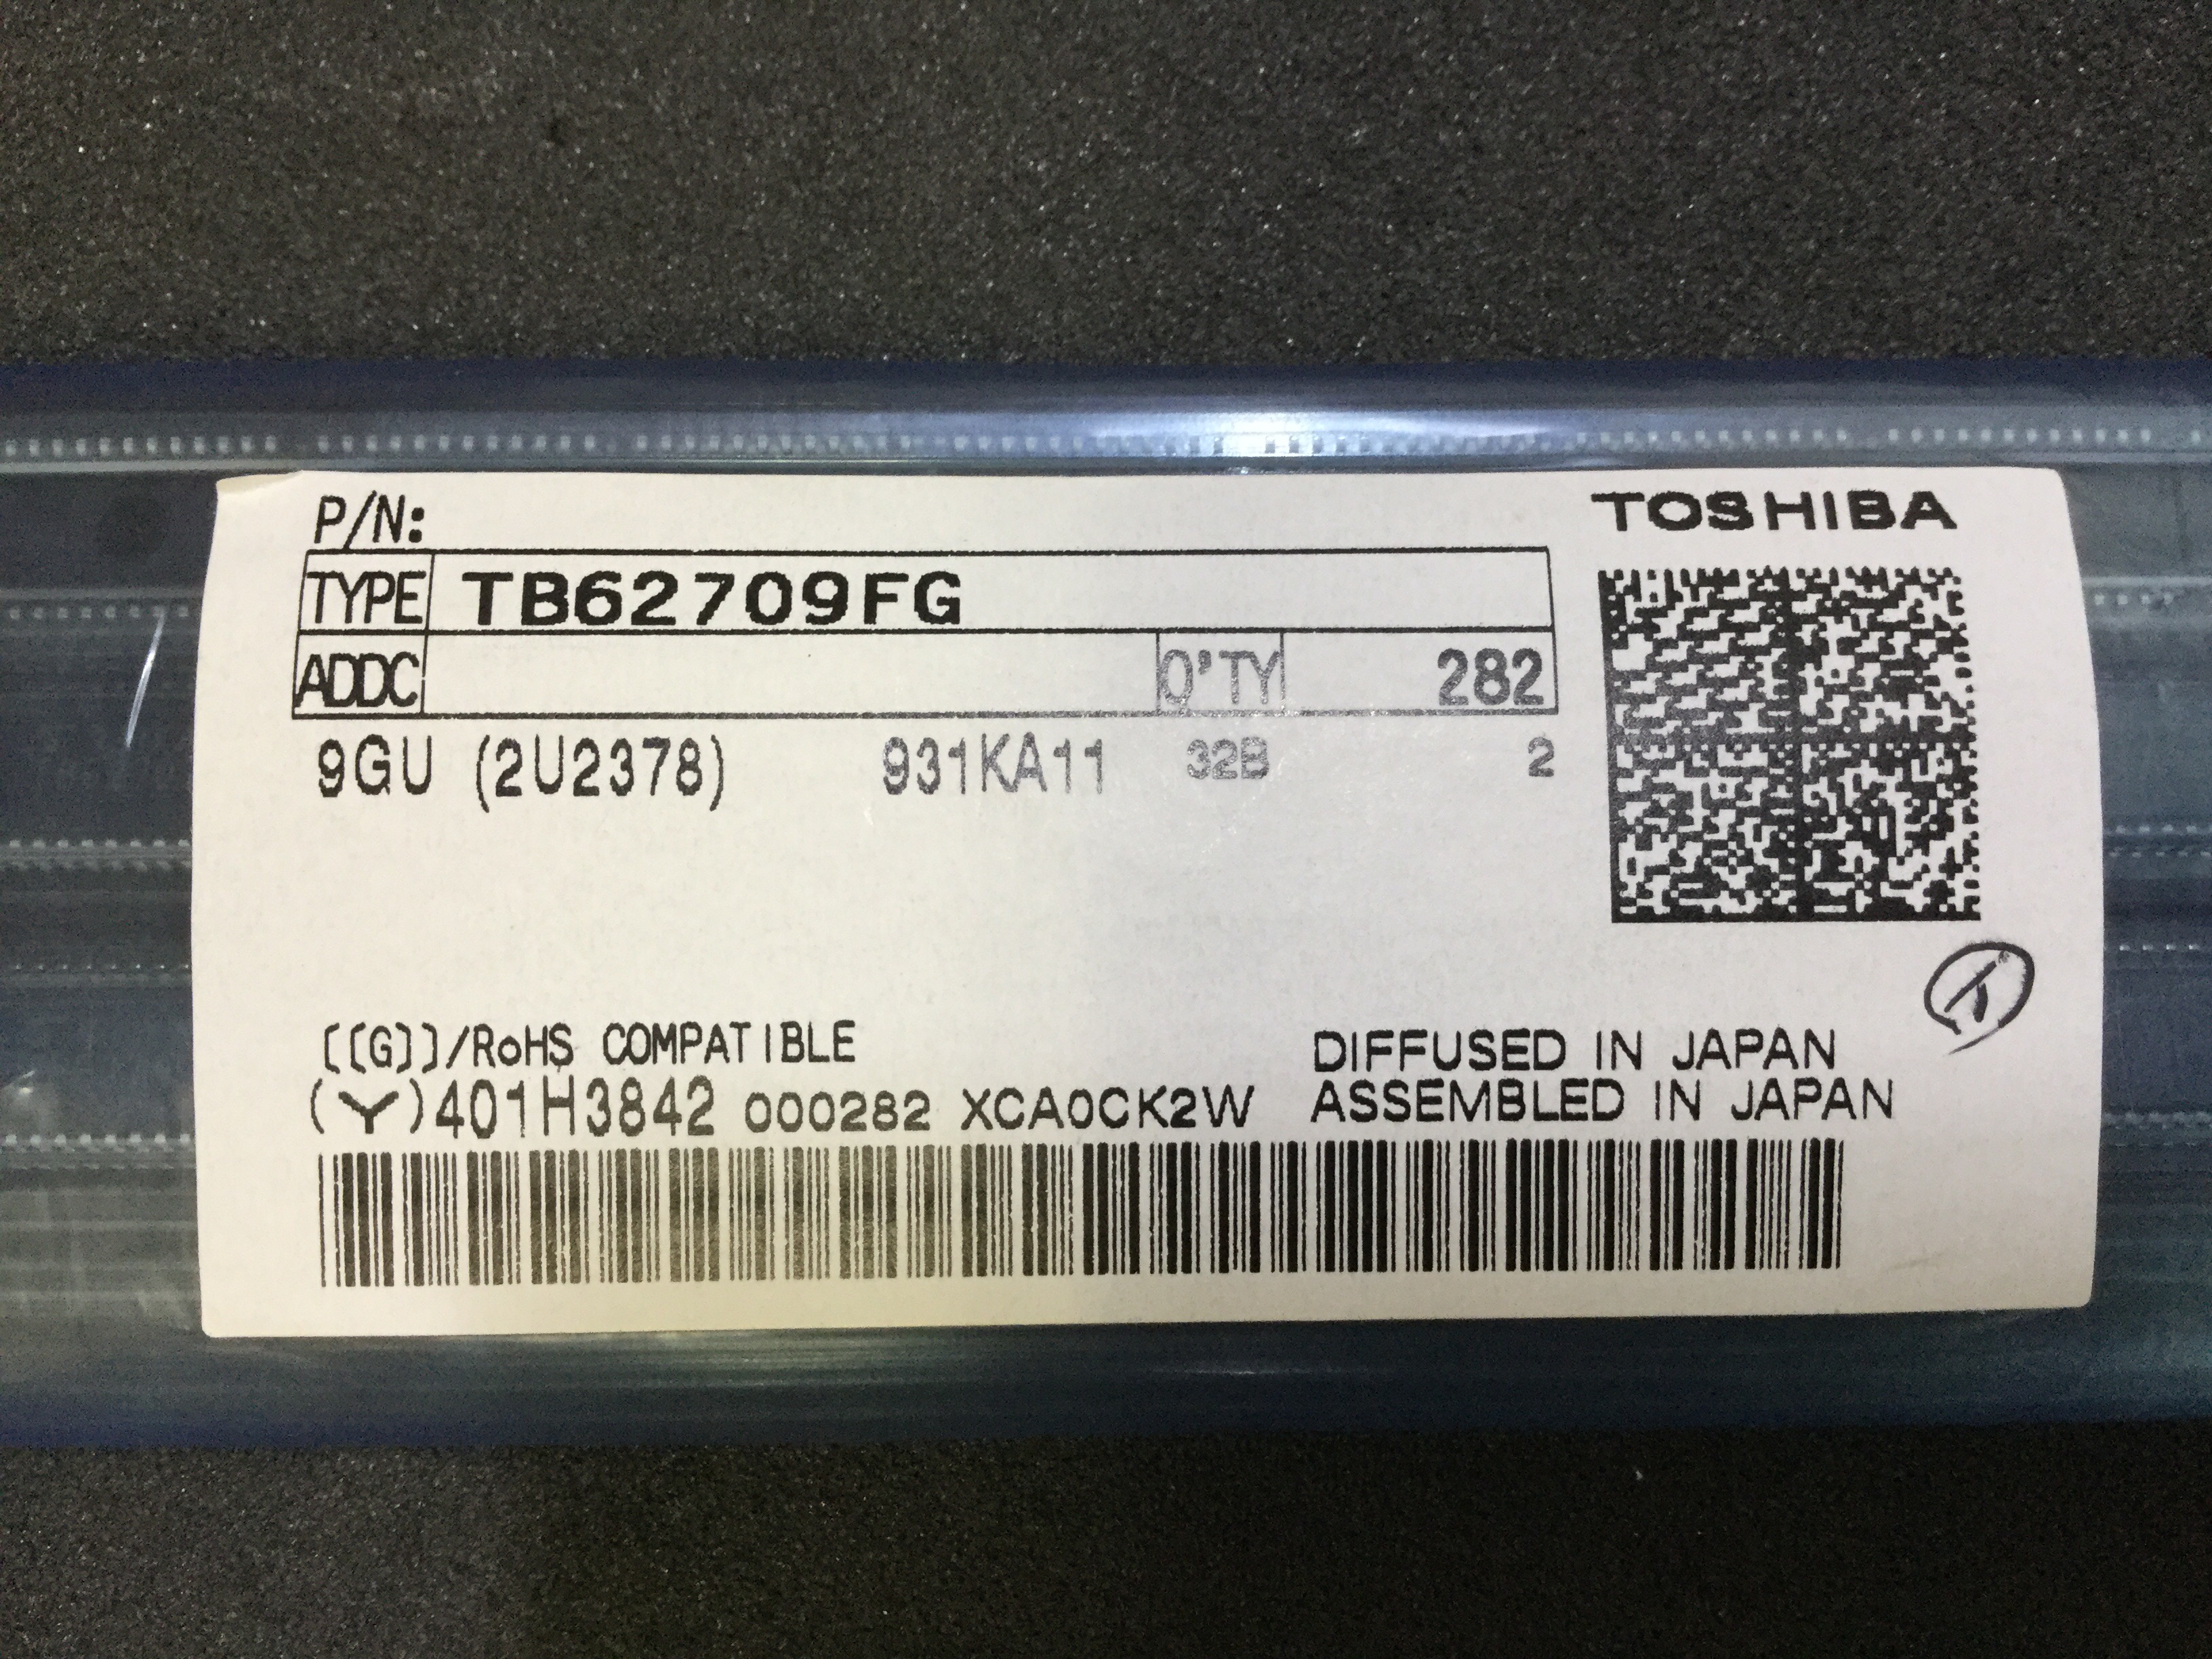 P/N:
TOSHIBA
TYPE TB62709FG
ADDC Q'TY 282
9GU (2U2378) 931KA11 32B 2
[[G]]/RoHS COMPATIBLE
DIFFUSED IN JAPAN
(Y)401H3842 000282 XCA0CK2W
ASSEMBLED IN JAPAN